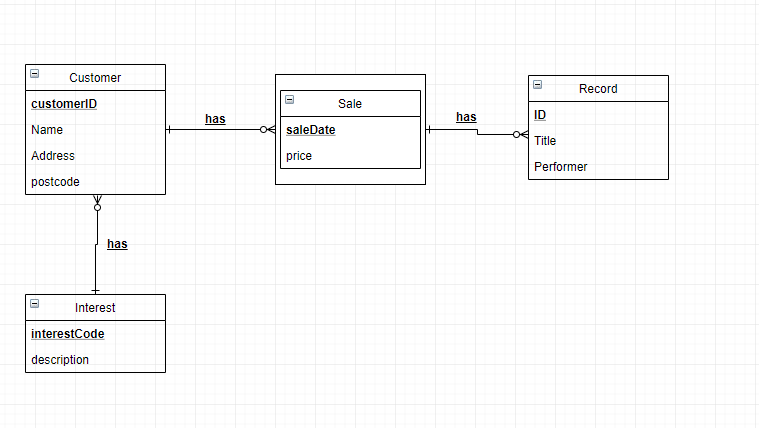 Customer
customerID
Name
Address
postcode
has
Sale
saleDate
price
has
Record
ID
Title
Performer
has
Interest
interestCode
description